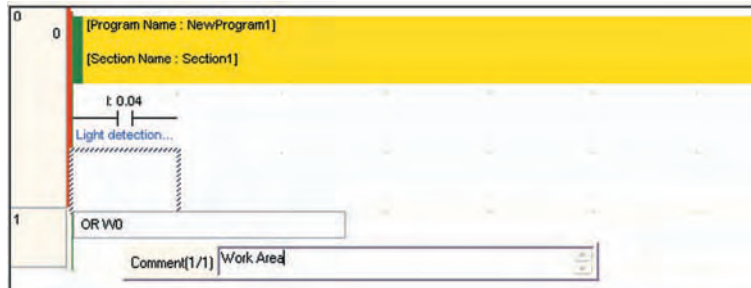 0
0
[Program Name : NewProgram1]
[Section Name : Section1]
I: 0.04
Light detection...
1
OR W0
Comment(1/1) Work Area